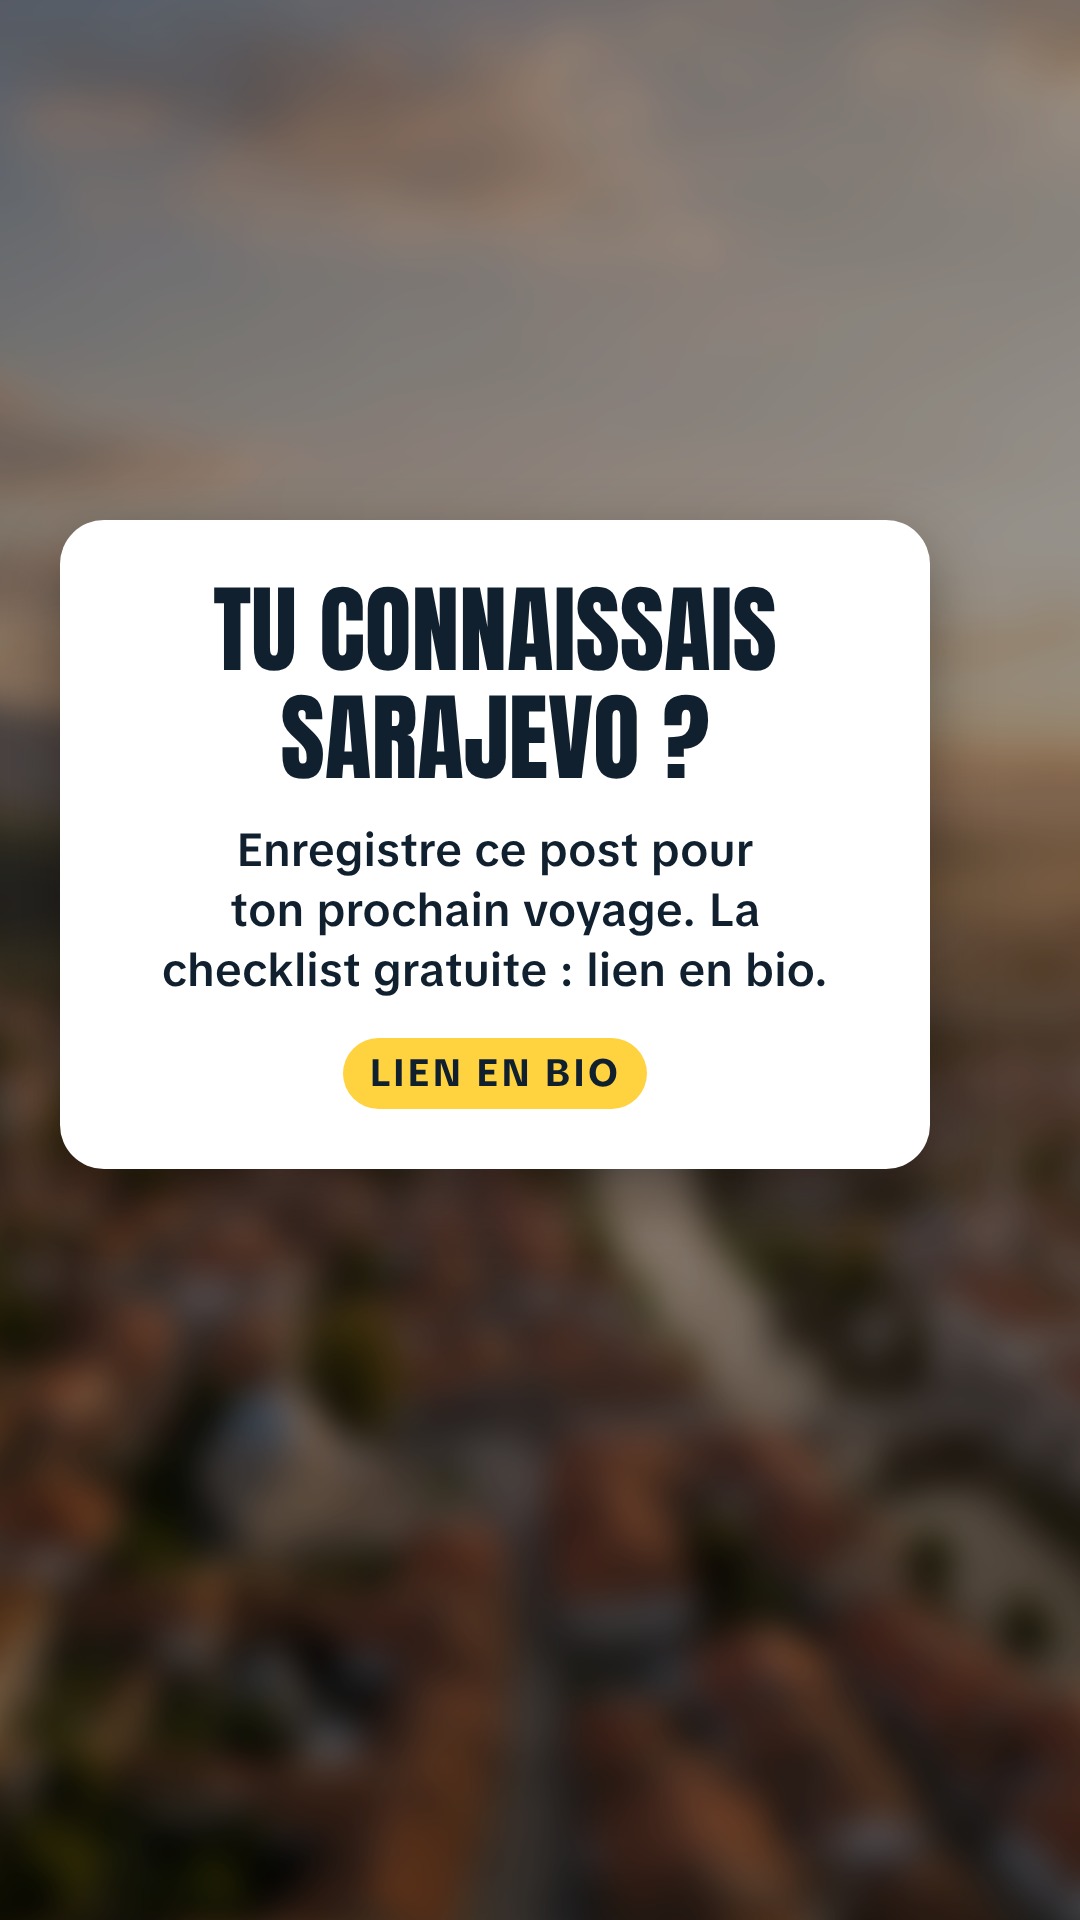 TU CONNAISSAIS
SARAJEVO ?
Enregistre ce post pour
ton prochain voyage. La
checklist gratuite : lien en bio.
LIEN EN BIO